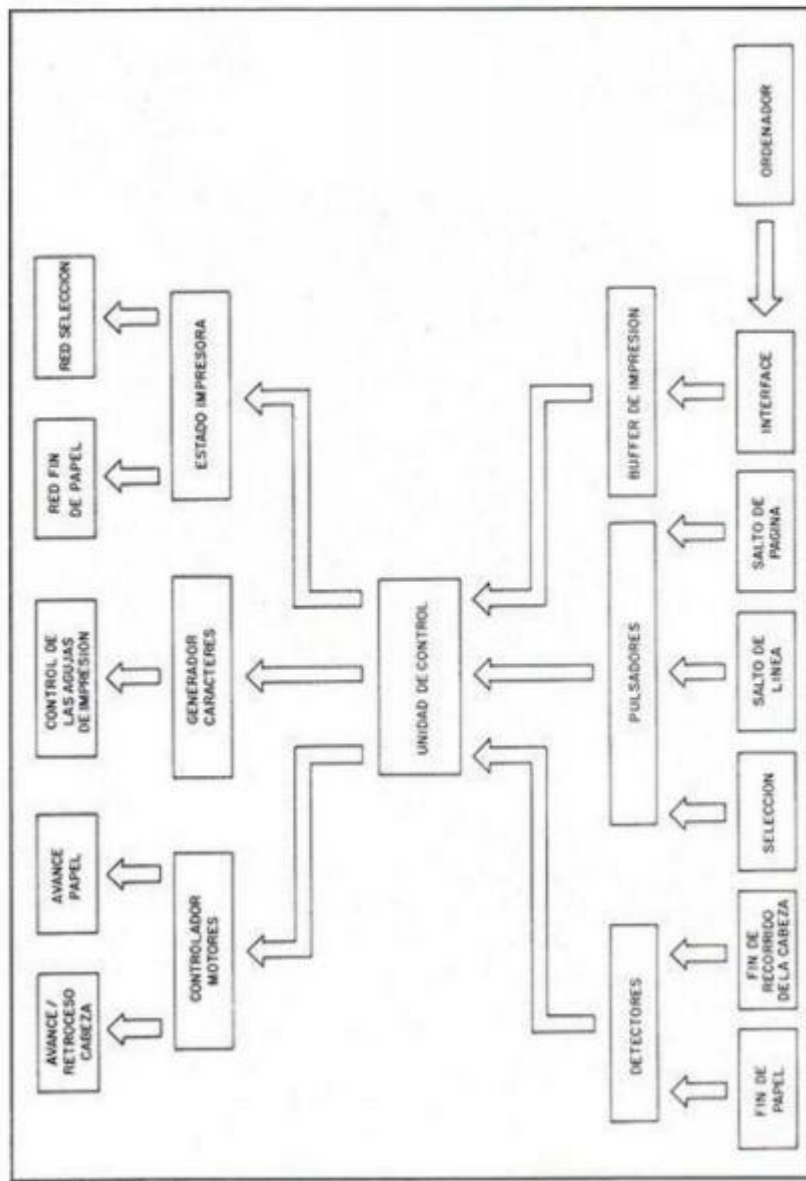 AVANCE/
RETROCESO
CABEZA
AVANCE
PAPEL
CONTROL DE
LAS AGUJAS
DE IMPRESIÓN
RED FIN
DE PAPEL
RED SELECCION
CONTROLADOR
MOTORES
GENERADOR
CARACTERES
ESTADO IMPRESORA
UNIDAD DE CONTROL
DETECTORES
PULSADORES
BUFFER DE IMPRESION
FIN DE
PAPEL
FIN DE
RECORRIDO
DE LA CABEZA
SELECCION
SALTO DE
LINEA
SALTO DE
PAGINA
INTERFACE
ORDENADOR